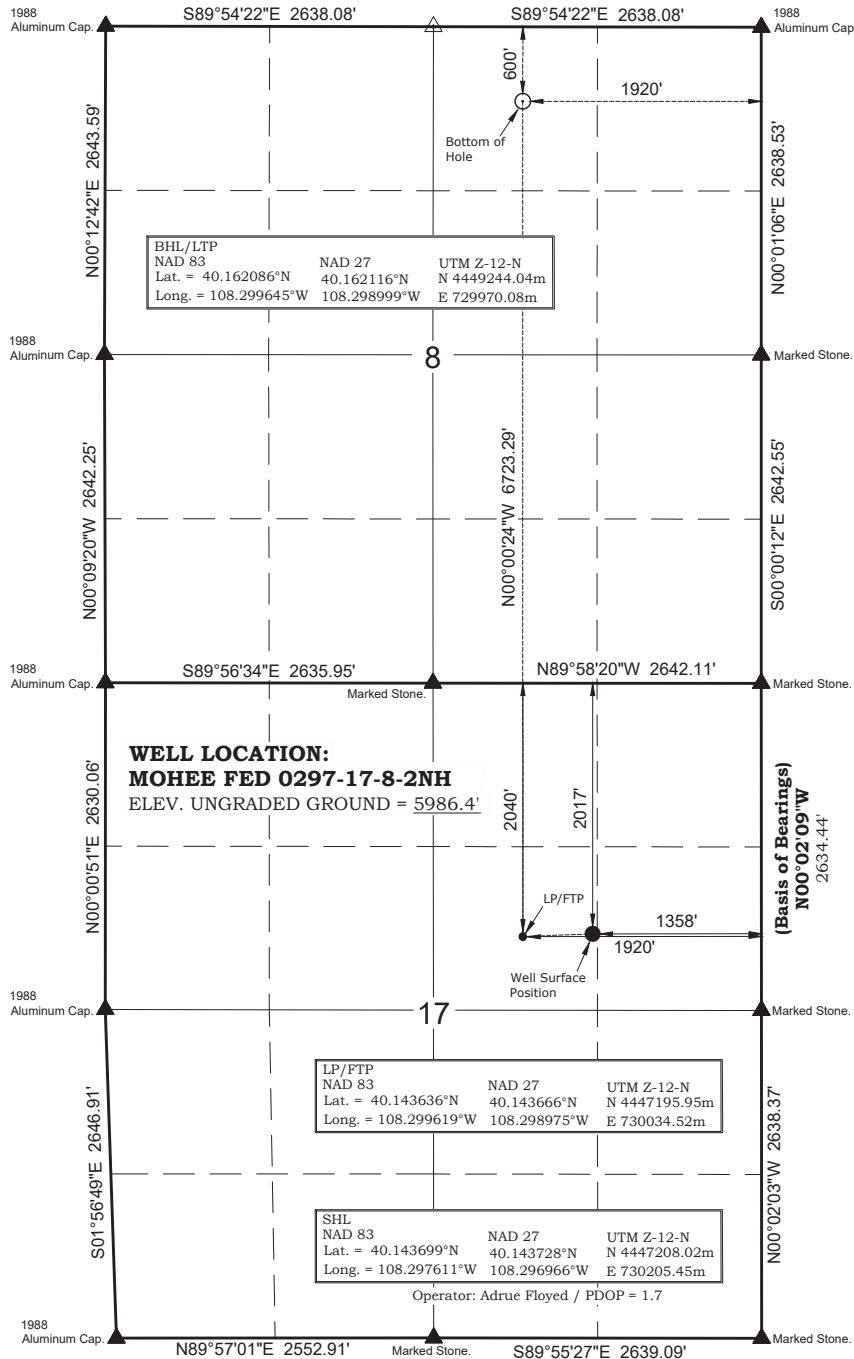 1988
Aluminum Cap.
S89°54'22"E 2638.08'
S89°54'22"E 2638.08'
1988
Aluminum Cap
600'
1920'
Bottom of
Hole
N00°12'42"E 2643.59'
N00°01'06"E 2638.53'
BHL/LTP
NAD 83 NAD 27 UTM Z-12-N
Lat. = 40.162086°N 40.162116°N N 4449244.04m
Long. = 108.299645°W 108.298999°W E 729970.08m
1988
Aluminum Cap.
8
Marked Stone.
N00°09'20"W 2642.25'
N00°00'24"W 6723.29'
S00°00'12"E 2642.55'
1988
Aluminum Cap.
S89°56'34"E 2635.95'
Marked Stone.
N89°58'20"W 2642.11'
Marked Stone.
WELL LOCATION:
MOHEE FED 0297-17-8-2NH
ELEV. UNGRADED GROUND = 5986.4'
N00°00'51"E 2630.06'
2040'
2017'
(Basis of Bearings)
N00°02'09"W
2634.44'
LP/FTP
1358'
1920'
Well Surface
Position
1988
Aluminum Cap.
17
Marked Stone.
LP/FTP
NAD 83 NAD 27 UTM Z-12-N
Lat. = 40.143636°N 40.143666°N N 4447195.95m
Long. = 108.299619°W 108.298975°W E 730034.52m
S01°56'49"E 2646.91'
N00°02'03"W 2638.37'
SHL
NAD 83 NAD 27 UTM Z-12-N
Lat. = 40.143699°N 40.143728°N N 4447208.02m
Long. = 108.297611°W 108.296966°W E 730205.45m
Operator: Adrue Floyed / PDOP = 1.7
1988
Aluminum Cap.
N89°57'01"E 2552.91'
Marked Stone.
S89°55'27"E 2639.09'
Marked Stone.